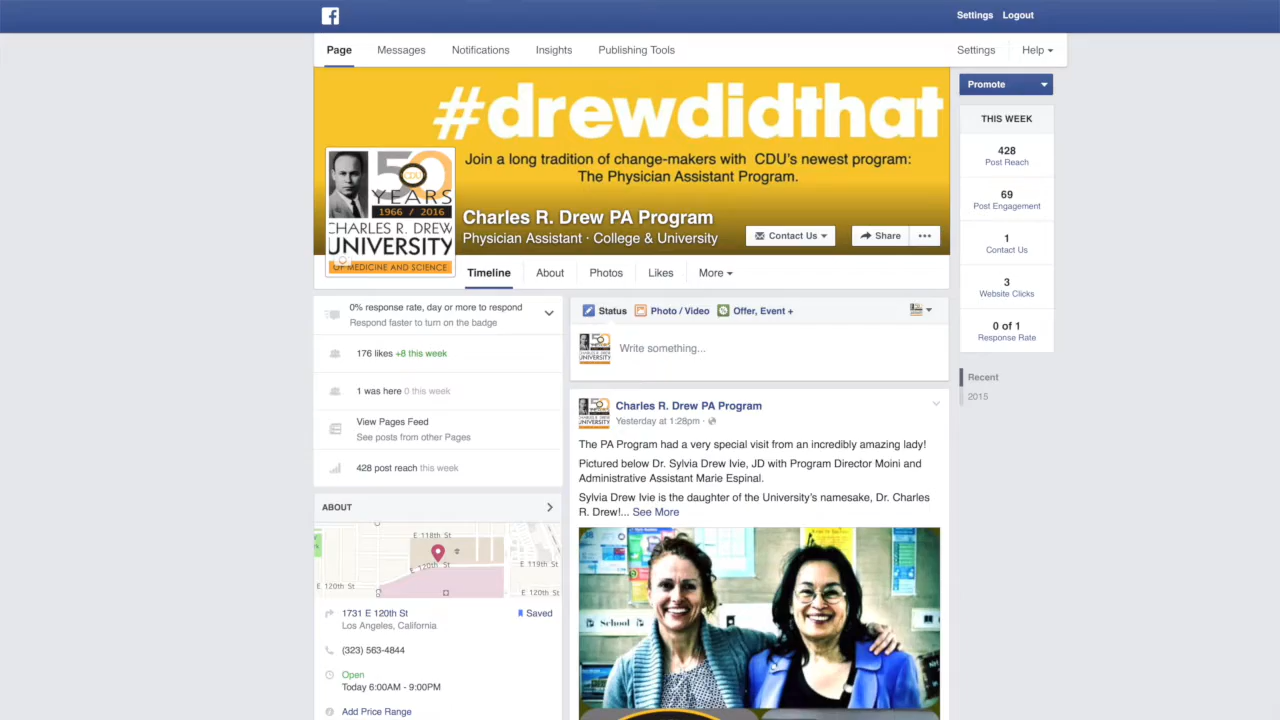 Settings Logout
Page Messages Notifications Insights Publishing Tools Settings Help
#drewdidthat
Join a long tradition of change-makers with CDU's newest program:
The Physician Assistant Program.
50
CDU
YEARS
1966 / 2016
CHARLES R. DREW
UNIVERSITY
OF MEDICINE AND SCIENCE
Charles R. Drew PA Program
Physician Assistant · College & University
Contact Us Share
Timeline About Photos Likes More
Promote
THIS WEEK
428
Post Reach
69
Post Engagement
1
Contact Us
3
Website Clicks
0 of 1
Response Rate
Recent
2015
0% response rate, day or more to respond
Respond faster to turn on the badge
176 likes +8 this week
1 was here 0 this week
View Pages Feed
See posts from other Pages
428 post reach this week
ABOUT
E 118th St
E 119th St
E 120th St
E 120th St
E 120th St
1731 E 120th St Saved
Los Angeles, California
(323) 563-4844
Open
Today 6:00AM - 9:00PM
Add Price Range
Status Photo / Video Offer, Event +
Write something...
Charles R. Drew PA Program
Yesterday at 1:28pm ·
The PA Program had a very special visit from an incredibly amazing lady!
Pictured below Dr. Sylvia Drew Ivie, JD with Program Director Moini and
Administrative Assistant Marie Espinal.
Sylvia Drew Ivie is the daughter of the University's namesake, Dr. Charles
R. Drew!... See More
School